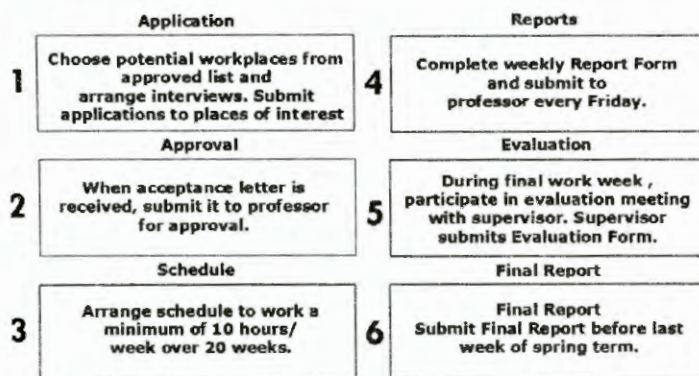 Application
1
Choose potential workplaces from
approved list and
arrange interviews. Submit
applications to places of interest
Approval
2
When acceptance letter is
received, submit it to professor
for approval.
Schedule
3
Arrange schedule to work a
minimum of 10 hours/
week over 20 weeks.
Reports
4
Complete weekly Report Form
and submit to
professor every Friday.
Evaluation
5
During final work week ,
participate in evaluation meeting
with supervisor. Supervisor
submits Evaluation Form.
Final Report
6
Final Report
Submit Final Report before last
week of spring term.